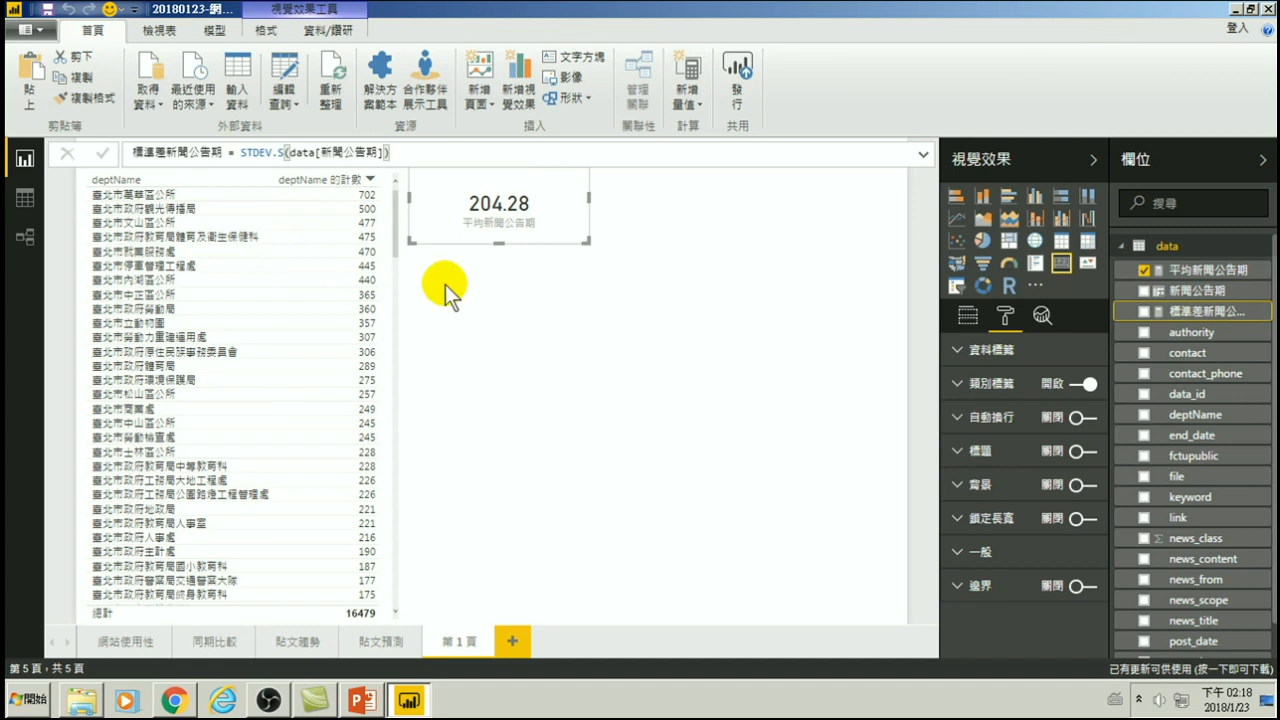 20180123-網...
視覺效果工具
登入
首頁
檢視表
模型
格式
資料/鑽研
貼上
剪下
複製
複製格式
取得資料
最近使用的來源
輸入資料
編輯查詢
重新整理
解決方案範本
合作夥伴展示工具
新增頁面
新增視覺效果
文字方塊
影像
形狀
管理關聯
新增量值
發行
剪貼簿
外部資料
資源
插入
關聯性
計算
共用
標準差新聞公告期 = STDEV.S(data[新聞公告期])
deptName deptName 的計數
臺北市萬華區公所 702
臺北市政府觀光傳播局 500
臺北市文山區公所 477
臺北市政府教育局體育及衛生保健科 475
臺北市就業服務處 470
臺北市停車管理工程處 445
臺北市內湖區公所 440
臺北市中正區公所 365
臺北市政府勞動局 360
臺北市立動物園 357
臺北市勞動力重建運用處 307
臺北市政府原住民族事務委員會 306
臺北市政府體育局 289
臺北市政府環境保護局 275
臺北市松山區公所 257
臺北市商業處 249
臺北市中山區公所 245
臺北市勞動檢查處 245
臺北市士林區公所 228
臺北市政府教育局中等教育科 228
臺北市政府工務局大地工程處 226
臺北市政府工務局公園路燈工程管理處 226
臺北市政府地政局 221
臺北市政府教育局人事室 221
臺北市政府人事處 216
臺北市政府主計處 190
臺北市政府教育局國小教育科 187
臺北市政府警察局交通警察大隊 177
臺北市政府教育局終身教育科 175
總計 16479
204.28
平均新聞公告期
視覺效果
資料標籤
類別標籤 開啟
自動換行 關閉
標題 關閉
背景 關閉
鎖定長寬 關閉
一般
邊界 關閉
欄位
搜尋
data
平均新聞公告期
新聞公告期
標準差新聞公...
authority
contact
contact_phone
data_id
deptName
end_date
fctupublic
file
keyword
link
news_class
news_content
news_from
news_scope
news_title
post_date
網站使用性
同期比較
貼文趨勢
貼文預測
第 1 頁
第 5 頁，共 5 頁
已有更新可供使用 (按一下即可下載)
開始
下午 02:18
2018/1/23